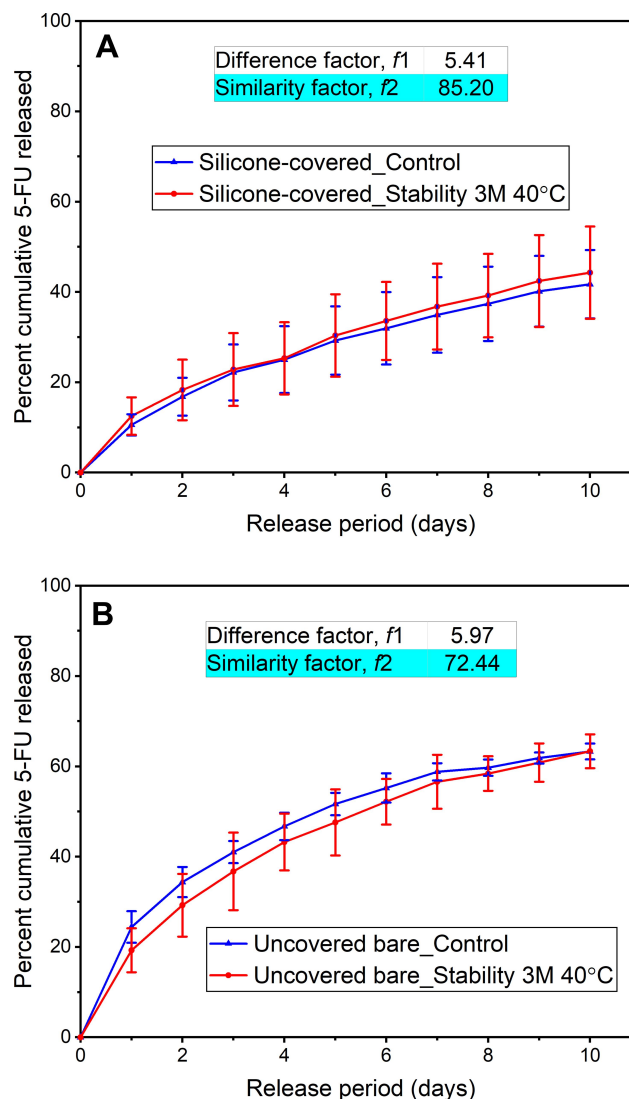 A
Difference factor, f1 5.41
Similarity factor, f2 85.20
Silicone-covered_Control
Silicone-covered_Stability 3M 40°C
Percent cumulative 5-FU released
100
80
60
40
20
0
0 2 4 6 8 10
Release period (days)
B
Difference factor, f1 5.97
Similarity factor, f2 72.44
Uncovered bare_Control
Uncovered bare_Stability 3M 40°C
Percent cumulative 5-FU released
100
80
60
40
20
0
0 2 4 6 8 10
Release period (days)